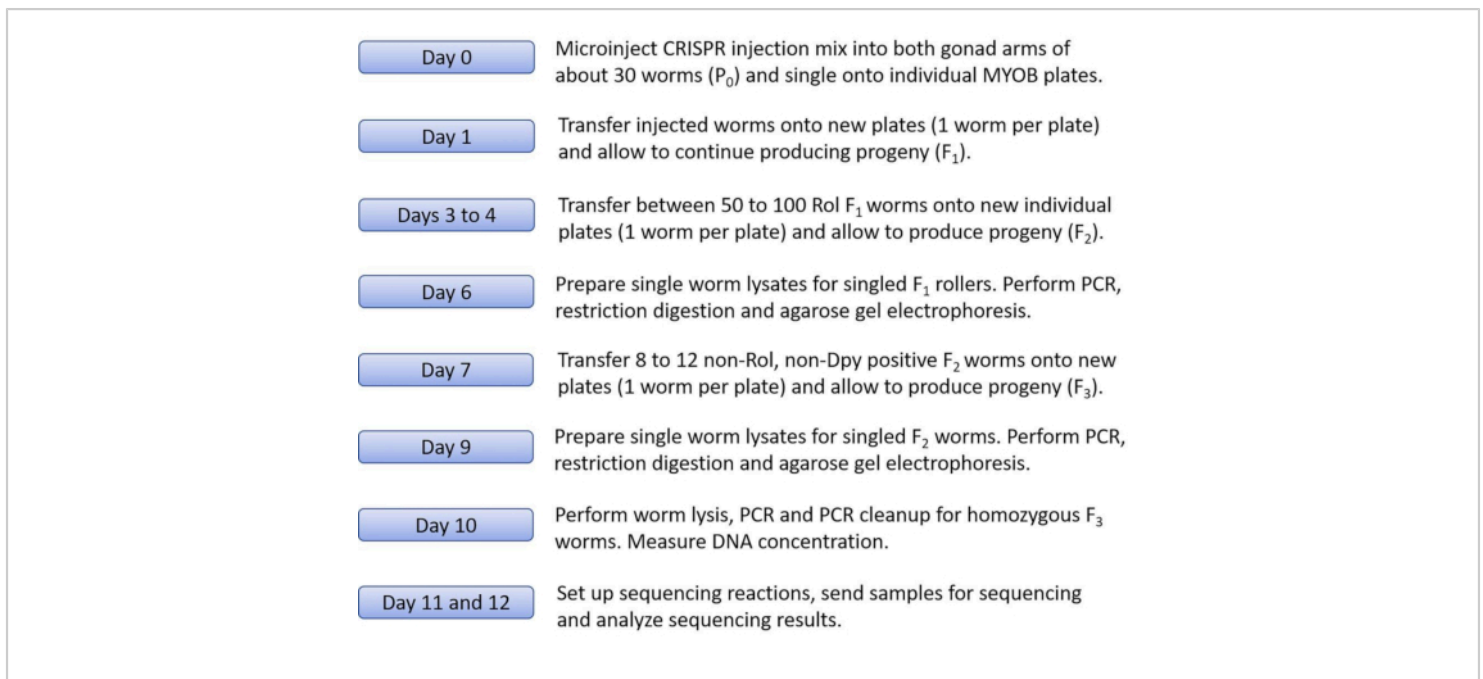 Day 0
Microinject CRISPR injection mix into both gonad arms of
about 30 worms (P₀) and single onto individual MYOB plates.
Day 1
Transfer injected worms onto new plates (1 worm per plate)
and allow to continue producing progeny (F₁).
Days 3 to 4
Transfer between 50 to 100 Rol F₁ worms onto new individual
plates (1 worm per plate) and allow to produce progeny (F₂).
Day 6
Prepare single worm lysates for singled F₁ rollers. Perform PCR,
restriction digestion and agarose gel electrophoresis.
Day 7
Transfer 8 to 12 non-Rol, non-Dpy positive F₂ worms onto new
plates (1 worm per plate) and allow to produce progeny (F₃).
Day 9
Prepare single worm lysates for singled F₂ worms. Perform PCR,
restriction digestion and agarose gel electrophoresis.
Day 10
Perform worm lysis, PCR and PCR cleanup for homozygous F₃
worms. Measure DNA concentration.
Day 11 and 12
Set up sequencing reactions, send samples for sequencing
and analyze sequencing results.